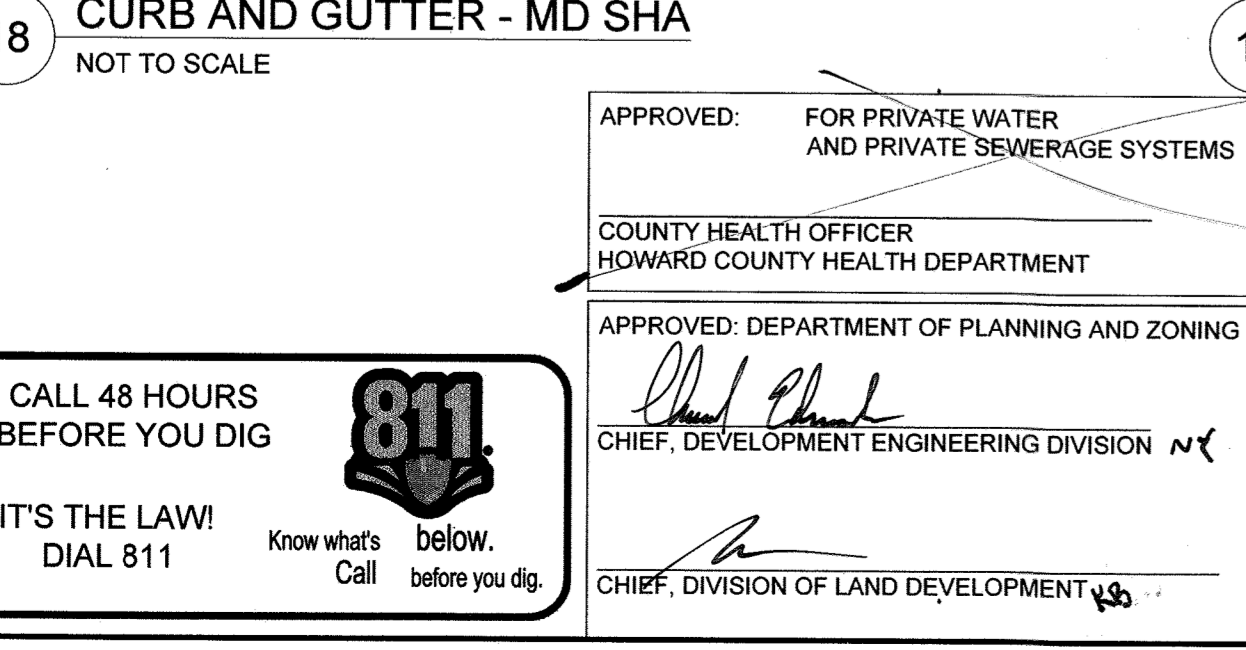 8
CURB AND GUTTER - MD SHA
NOT TO SCALE
APPROVED: FOR PRIVATE WATER
AND PRIVATE SEWERAGE SYSTEMS
COUNTY HEALTH OFFICER
HOWARD COUNTY HEALTH DEPARTMENT
APPROVED: DEPARTMENT OF PLANNING AND ZONING
CHIEF, DEVELOPMENT ENGINEERING DIVISION
CHIEF, DIVISION OF LAND DEVELOPMENT KB
CALL 48 HOURS
BEFORE YOU DIG
IT'S THE LAW!
DIAL 811
811.
Know what's below.
Call before you dig.